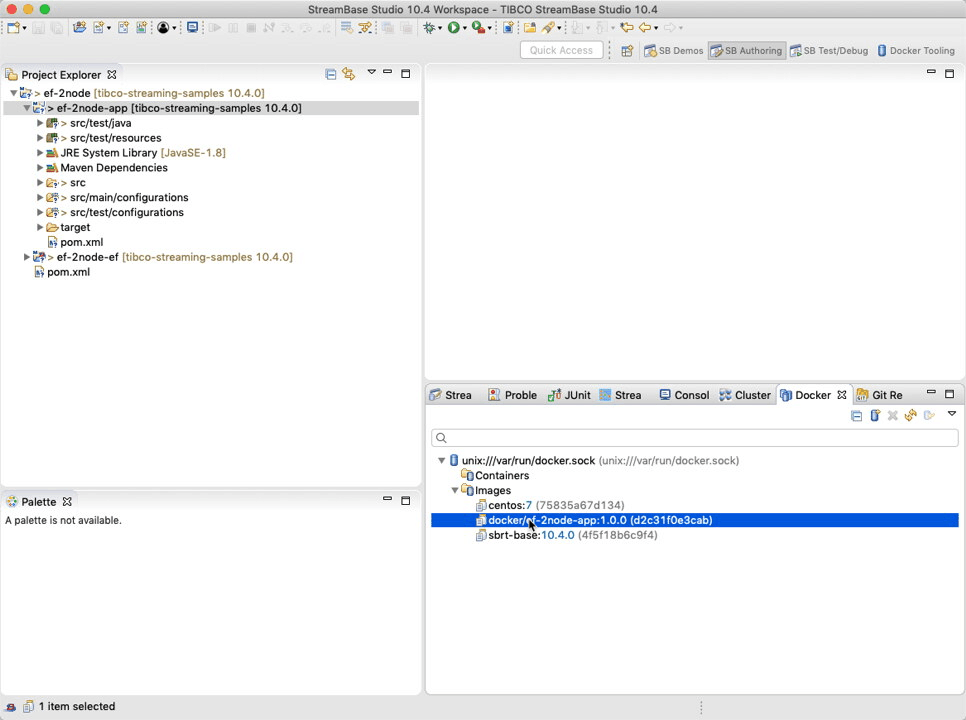 StreamBase Studio 10.4 Workspace - TIBCO StreamBase Studio 10.4
Quick Access
SB Demos
SB Authoring
SB Test/Debug
Docker Tooling
Project Explorer
> ef-2node [tibco-streaming-samples 10.4.0]
> ef-2node-app [tibco-streaming-samples 10.4.0]
> src/test/java
> src/test/resources
JRE System Library [JavaSE-1.8]
Maven Dependencies
> src
> src/main/configurations
> src/test/configurations
target
pom.xml
> ef-2node-ef [tibco-streaming-samples 10.4.0]
pom.xml
Palette
A palette is not available.
Strea
Proble
JUnit
Strea
Consol
Cluster
Docker
Git Re
unix:///var/run/docker.sock (unix:///var/run/docker.sock)
Containers
Images
centos:7 (75835a67d134)
docker/ef-2node-app:1.0.0 (d2c31f0e3cab)
sbrt-base:10.4.0 (4f5f18b6c9f4)
1 item selected